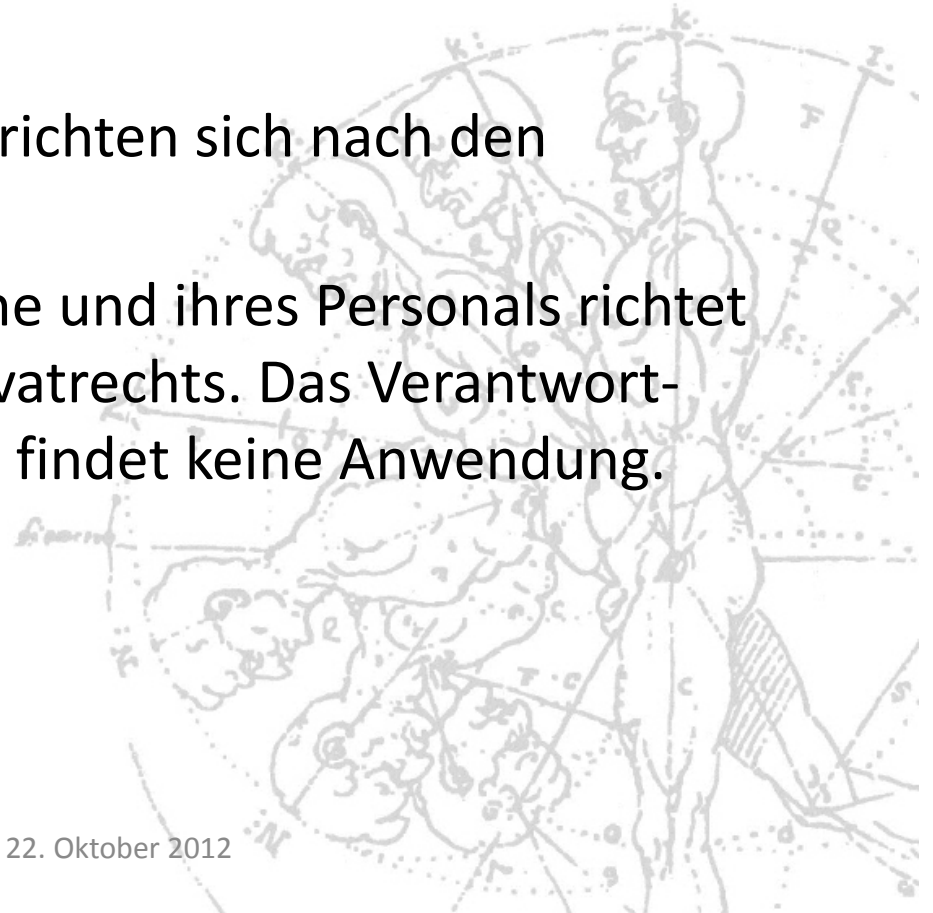 richten sich nach den
ne und ihres Personals richtet
vatrechts. Das Verantwort-
findet keine Anwendung.
22. Oktober 2012